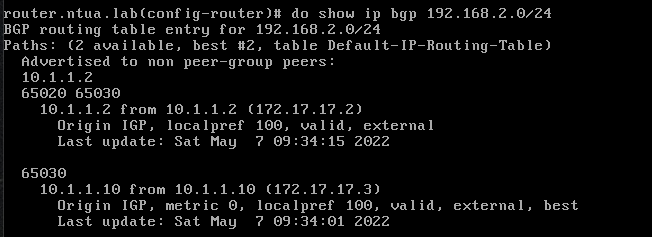 router.ntua.lab(config-router)# do show ip bgp 192.168.2.0/24
BGP routing table entry for 192.168.2.0/24
Paths: (2 available, best #2, table Default-IP-Routing-Table)
  Advertised to non peer-group peers:
  10.1.1.2
  65020 65030
    10.1.1.2 from 10.1.1.2 (172.17.17.2)
      Origin IGP, localpref 100, valid, external
      Last update: Sat May  7 09:34:15 2022

  65030
    10.1.1.10 from 10.1.1.10 (172.17.17.3)
      Origin IGP, metric 0, localpref 100, valid, external, best
      Last update: Sat May  7 09:34:01 2022